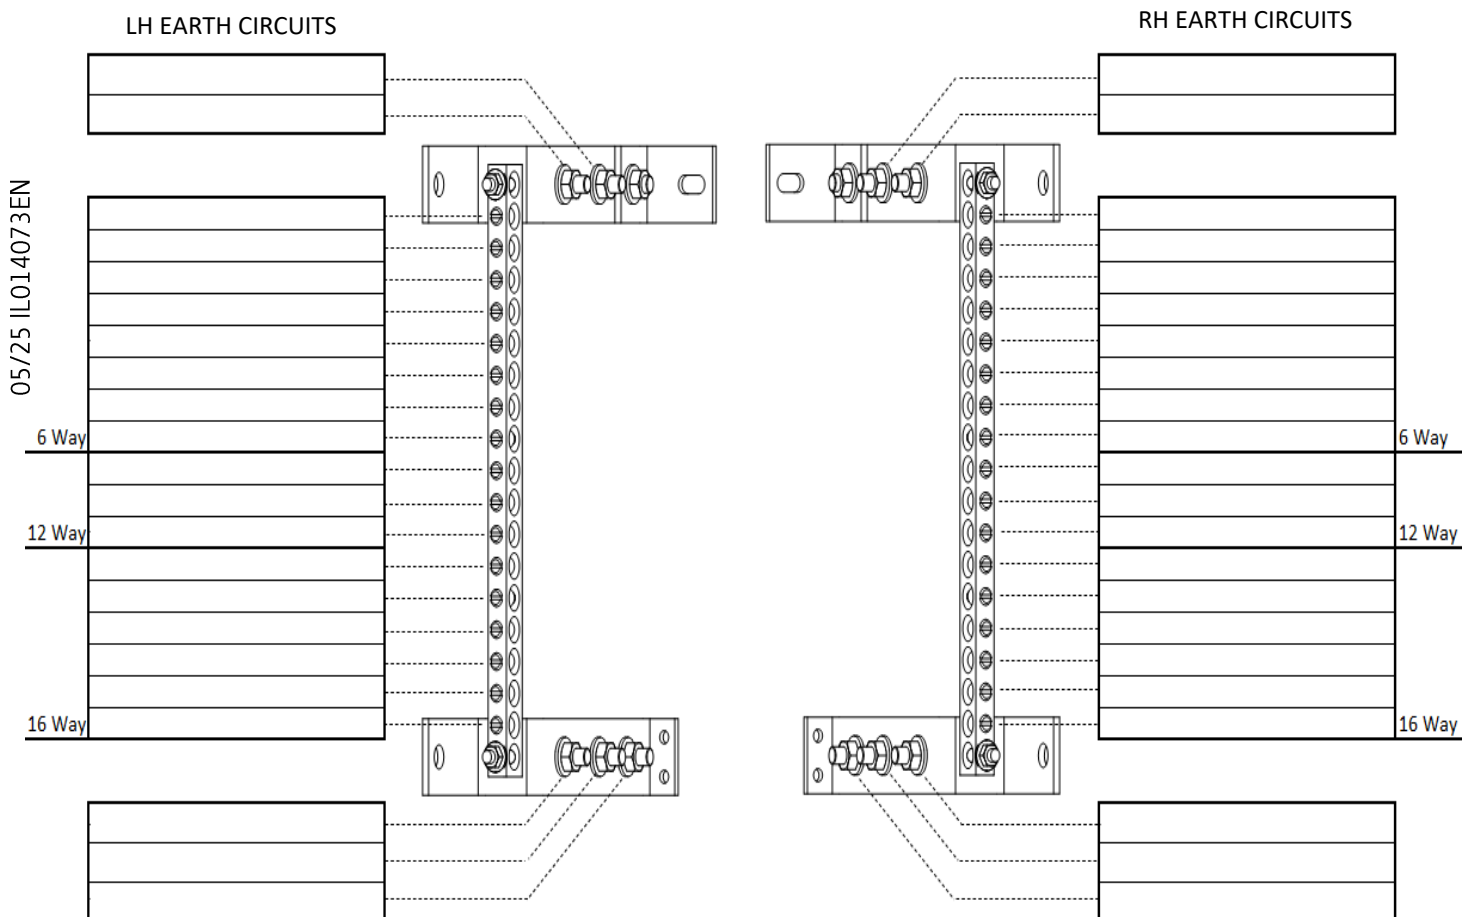 LH EARTH CIRCUITS
RH EARTH CIRCUITS
05/25 IL014073EN
6 Way
6 Way
12 Way
12 Way
16 Way
16 Way